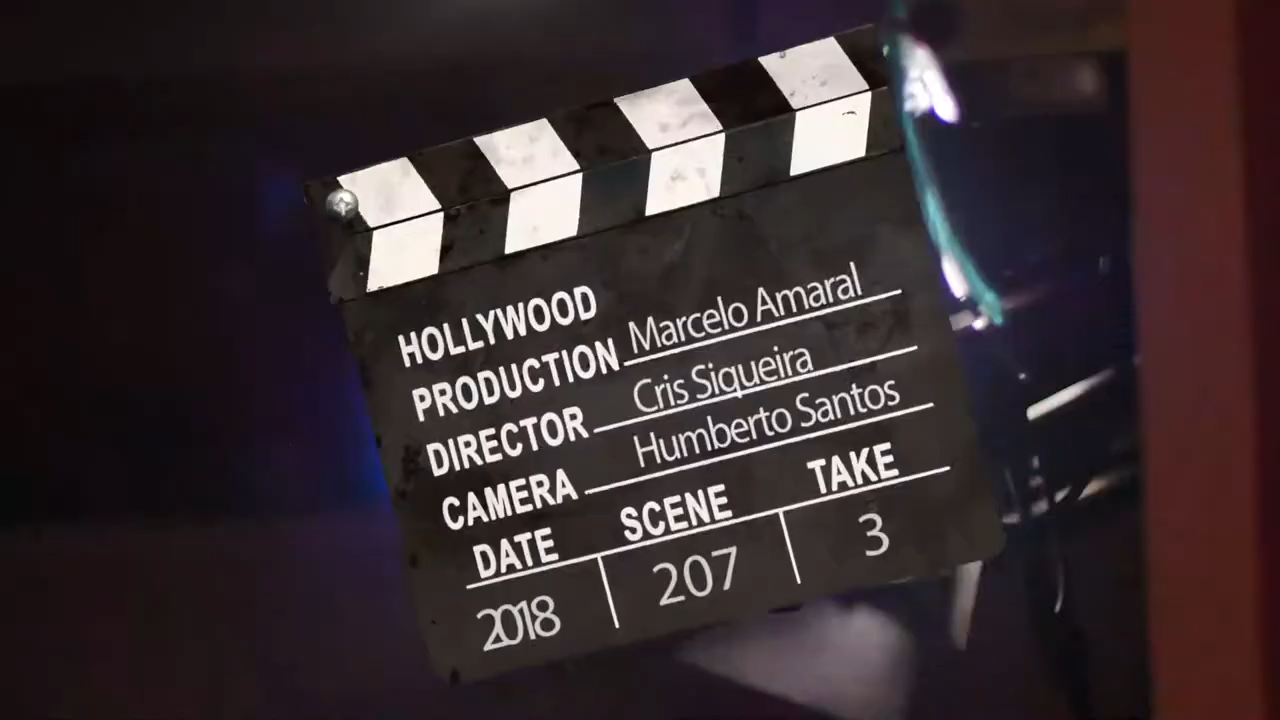 HOLLYWOOD
PRODUCTION Marcelo Amaral
DIRECTOR Cris Siqueira
CAMERA Humberto Santos
DATE SCENE TAKE
2018 207 3